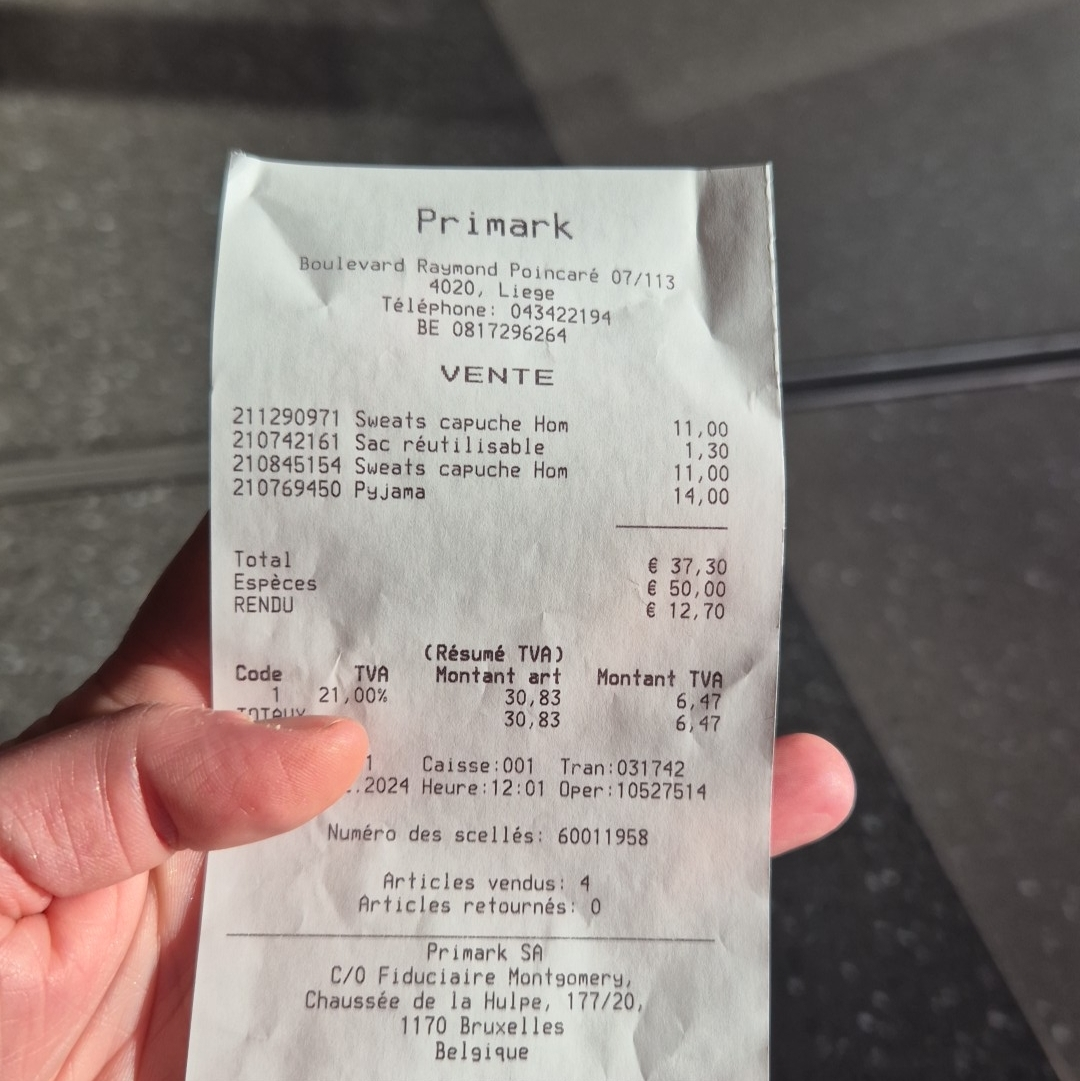 Primark
Boulevard Raymond Poincaré 07/113
4020, Liege
Téléphone: 043422194
BE 0817296264
VENTE
211290971 Sweats capuche Hom 11,00
210742161 Sac réutilisable 1,30
210845154 Sweats capuche Hom 11,00
210769450 Pyjama 14,00
Total € 37,30
Espèces € 50,00
RENDU € 12,70
(Résumé TVA)
Code TVA Montant art Montant TVA
1 21,00% 30,83 6,47
TOTAUX 30,83 6,47
1 Caisse:001 Tran:031742
.2024 Heure:12:01 Oper:10527514
Numéro des scellés: 60011958
Articles vendus: 4
Articles retournés: 0
Primark SA
C/O Fiduciaire Montgomery,
Chaussée de la Hulpe, 177/20,
1170 Bruxelles
Belgique